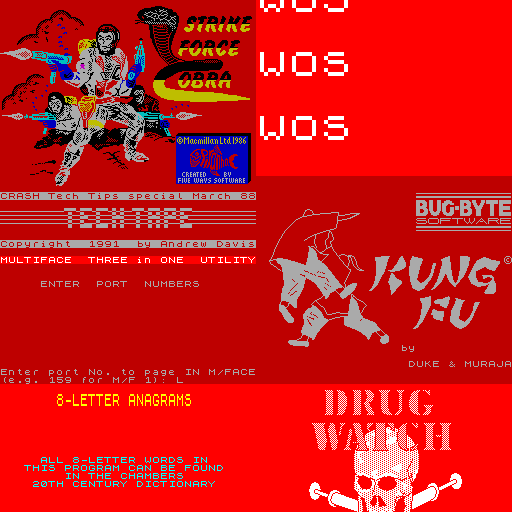 STRIKE
FORCE
COBRA
©Macmillan Ltd 1986
CREATED BY
FIVE WAYS SOFTWARE
WOS
WOS
WOS
CRASH Tech Tips special March 88
TECHTAPE
Copyright 1991 by Andrew Davis
MULTIFACE THREE in ONE UTILITY
ENTER PORT NUMBERS
Enter port No. to page IN M/FACE
(e.g. 159 for M/F 1): L
BUG-BYTE
SOFTWARE
KUNG ©
FU
by
DUKE & MURAJA
8-LETTER ANAGRAMS
ALL 8-LETTER WORDS IN
THIS PROGRAM CAN BE FOUND
IN THE CHAMBERS
20TH CENTURY DICTIONARY
DRUG
WATCH